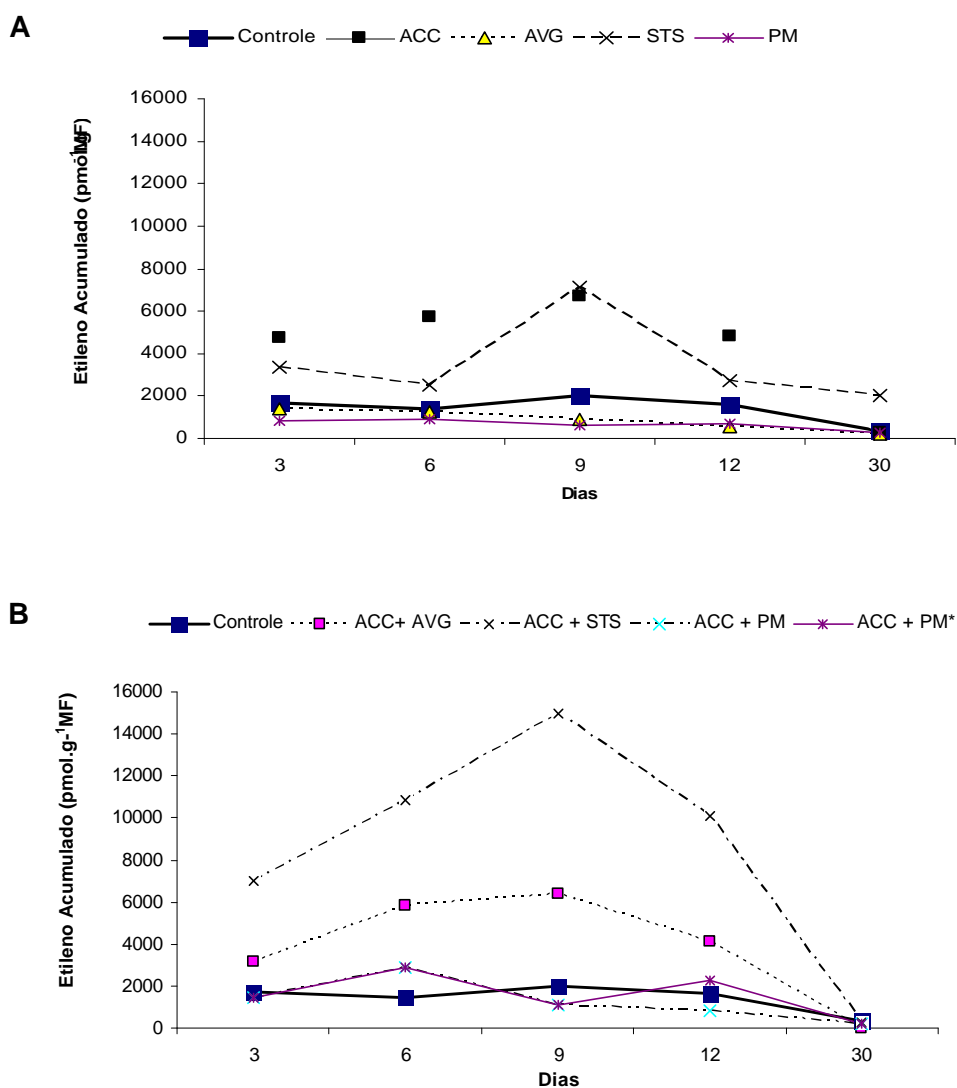 A
Controle ACC AVG STS PM
Etileno Acumulado (pmol.g-¹MF)
16000
14000
12000
10000
8000
6000
4000
2000
0
3 6 9 12 30
Dias
B
Controle ACC+ AVG ACC + STS ACC + PM ACC + PM*
Etileno Acumulado (pmol.g-¹MF)
16000
14000
12000
10000
8000
6000
4000
2000
0
3 6 9 12 30
Dias